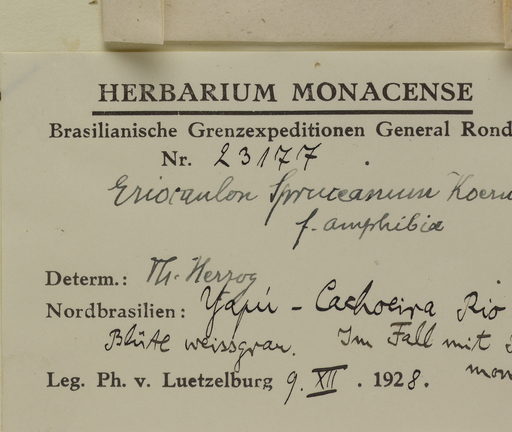 HERBARIUM MONACENSE
Brasilianische Grenzexpeditionen General Rond
Nr. 23177.
Eriocaulon Spruceanum Koern
f. amphibia
Determ.: Th. Herzog
Nordbrasilien: Yapú - Cachoeira Rio
Blüte weissgrau. Im Fall mit
Leg. Ph. v. Luetzelburg 9. XII. 1928.